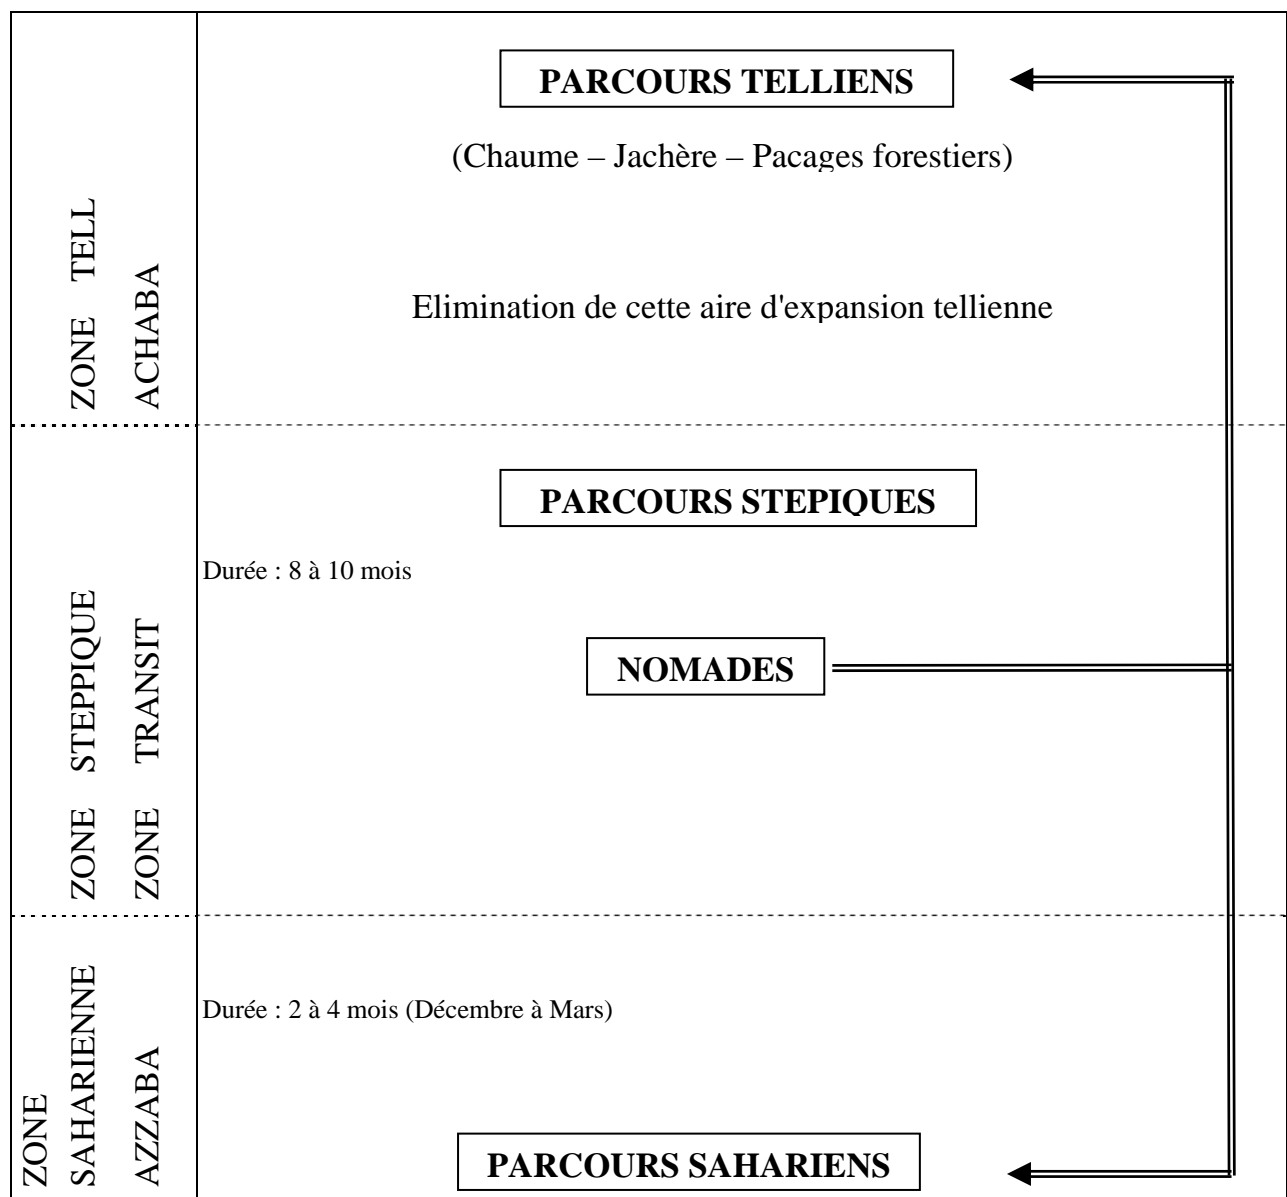 ZONE TELL
ACHABA
PARCOURS TELLIENS
(Chaume – Jachère – Pacages forestiers)
Elimination de cette aire d'expansion tellienne
ZONE STEPPIQUE
ZONE TRANSIT
PARCOURS STEPIQUES
Durée : 8 à 10 mois
NOMADES
ZONE
SAHARIENNE
AZZABA
Durée : 2 à 4 mois (Décembre à Mars)
PARCOURS SAHARIENS